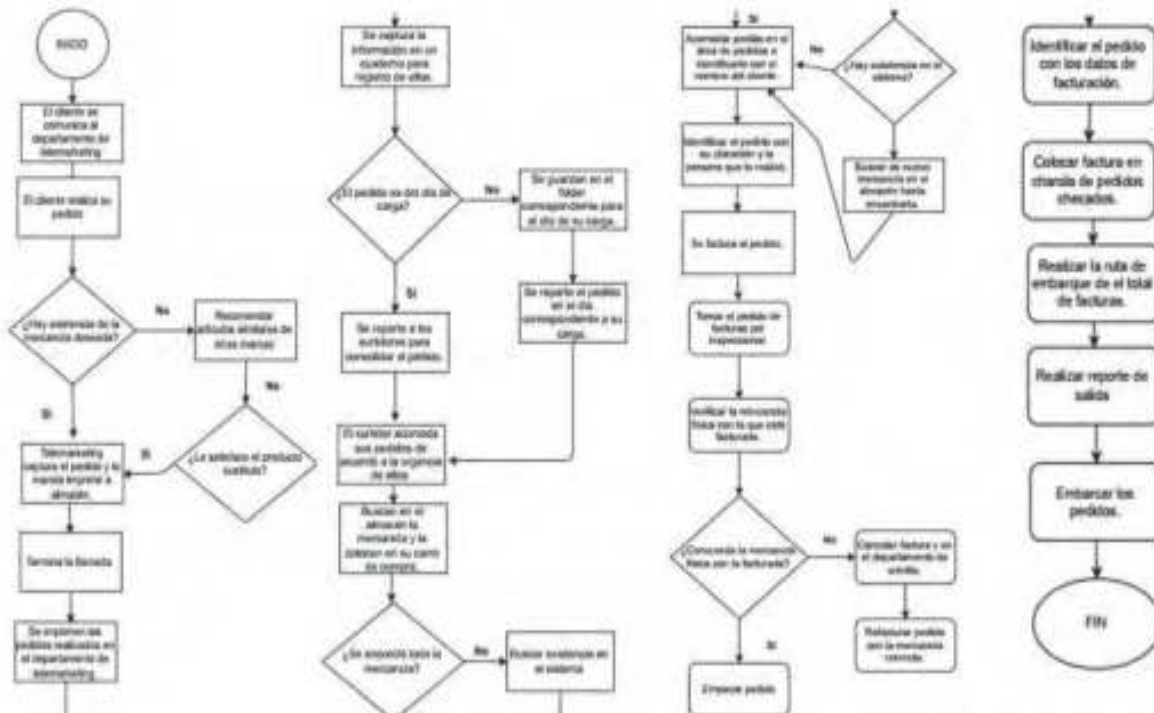 INICIO
El cliente se
comunica al
departamento de
telemarketing
El cliente realiza su
pedido
¿Hay existencia de la
mercancía deseada?
No
Recomendar
artículos similares de
otras marcas
No
Si
¿Le satisface el producto
sustituto?
Si
Telemarketing
captura el pedido y lo
manda imprimir a
almacén.
Termina la llamada
Se imprimen los
pedidos realizados en
el departamento de
telemarketing
Se captura la
información en un
cuaderno para
registro de ellos.
¿El pedido es del día de
carga?
No
Se guardan en el
folder
correspondiente para
el día de su carga.
Si
Se reparte a los
surtidores para
consolidar el pedido.
Se reparte el pedido
en el día
correspondiente a su
carga.
El surtidor acomoda
sus pedidos de
acuerdo a la urgencia
de ellos
Buscan en el
almacén la
mercancía y la
colocan en su carro
de compra.
¿Se encontró toda la
mercancía?
No
Buscar existencia en
el sistema
Si
Acomodar pedido en el
área de pedidos e
identificarlo con el
nombre del cliente
No
¿Hay existencia en el
sistema?
Identificar el pedido con
su ubicación y la
persona que lo realizó.
Buscar de nuevo
mercancía en el
almacén hasta
encontrarla.
Se factura el pedido.
Tomar el pedido de
facturas por
inspeccionar
Verificar la mercancía
física con la que está
facturada.
¿Concuerda la mercancía
física con la facturada?
No
Cancelar factura y en
el departamento de
crédito.
Si
Refacturar pedido
con la mercancía
correcta.
Empacar pedido
Identificar el pedido
con los datos de
facturación.
Colocar factura en
charola de pedidos
checados.
Realizar la ruta de
embarque de el total
de facturas.
Realizar reporte de
salida
Embarcar los
pedidos.
FIN